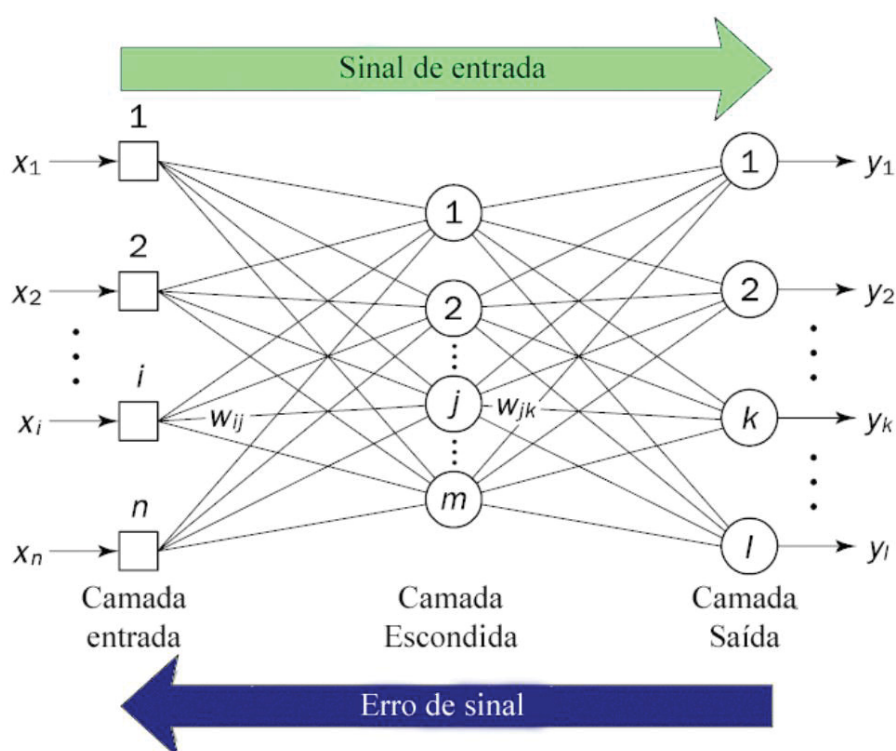 Sinal de entrada
1
x₁
1
y₁
1
2
x₂
2
2
y₂
i
xᵢ
wᵢⱼ
j
wⱼₖ
k
yₖ
n
m
xₙ
l
yₗ
Camada
entrada
Camada
Escondida
Camada
Saída
Erro de sinal